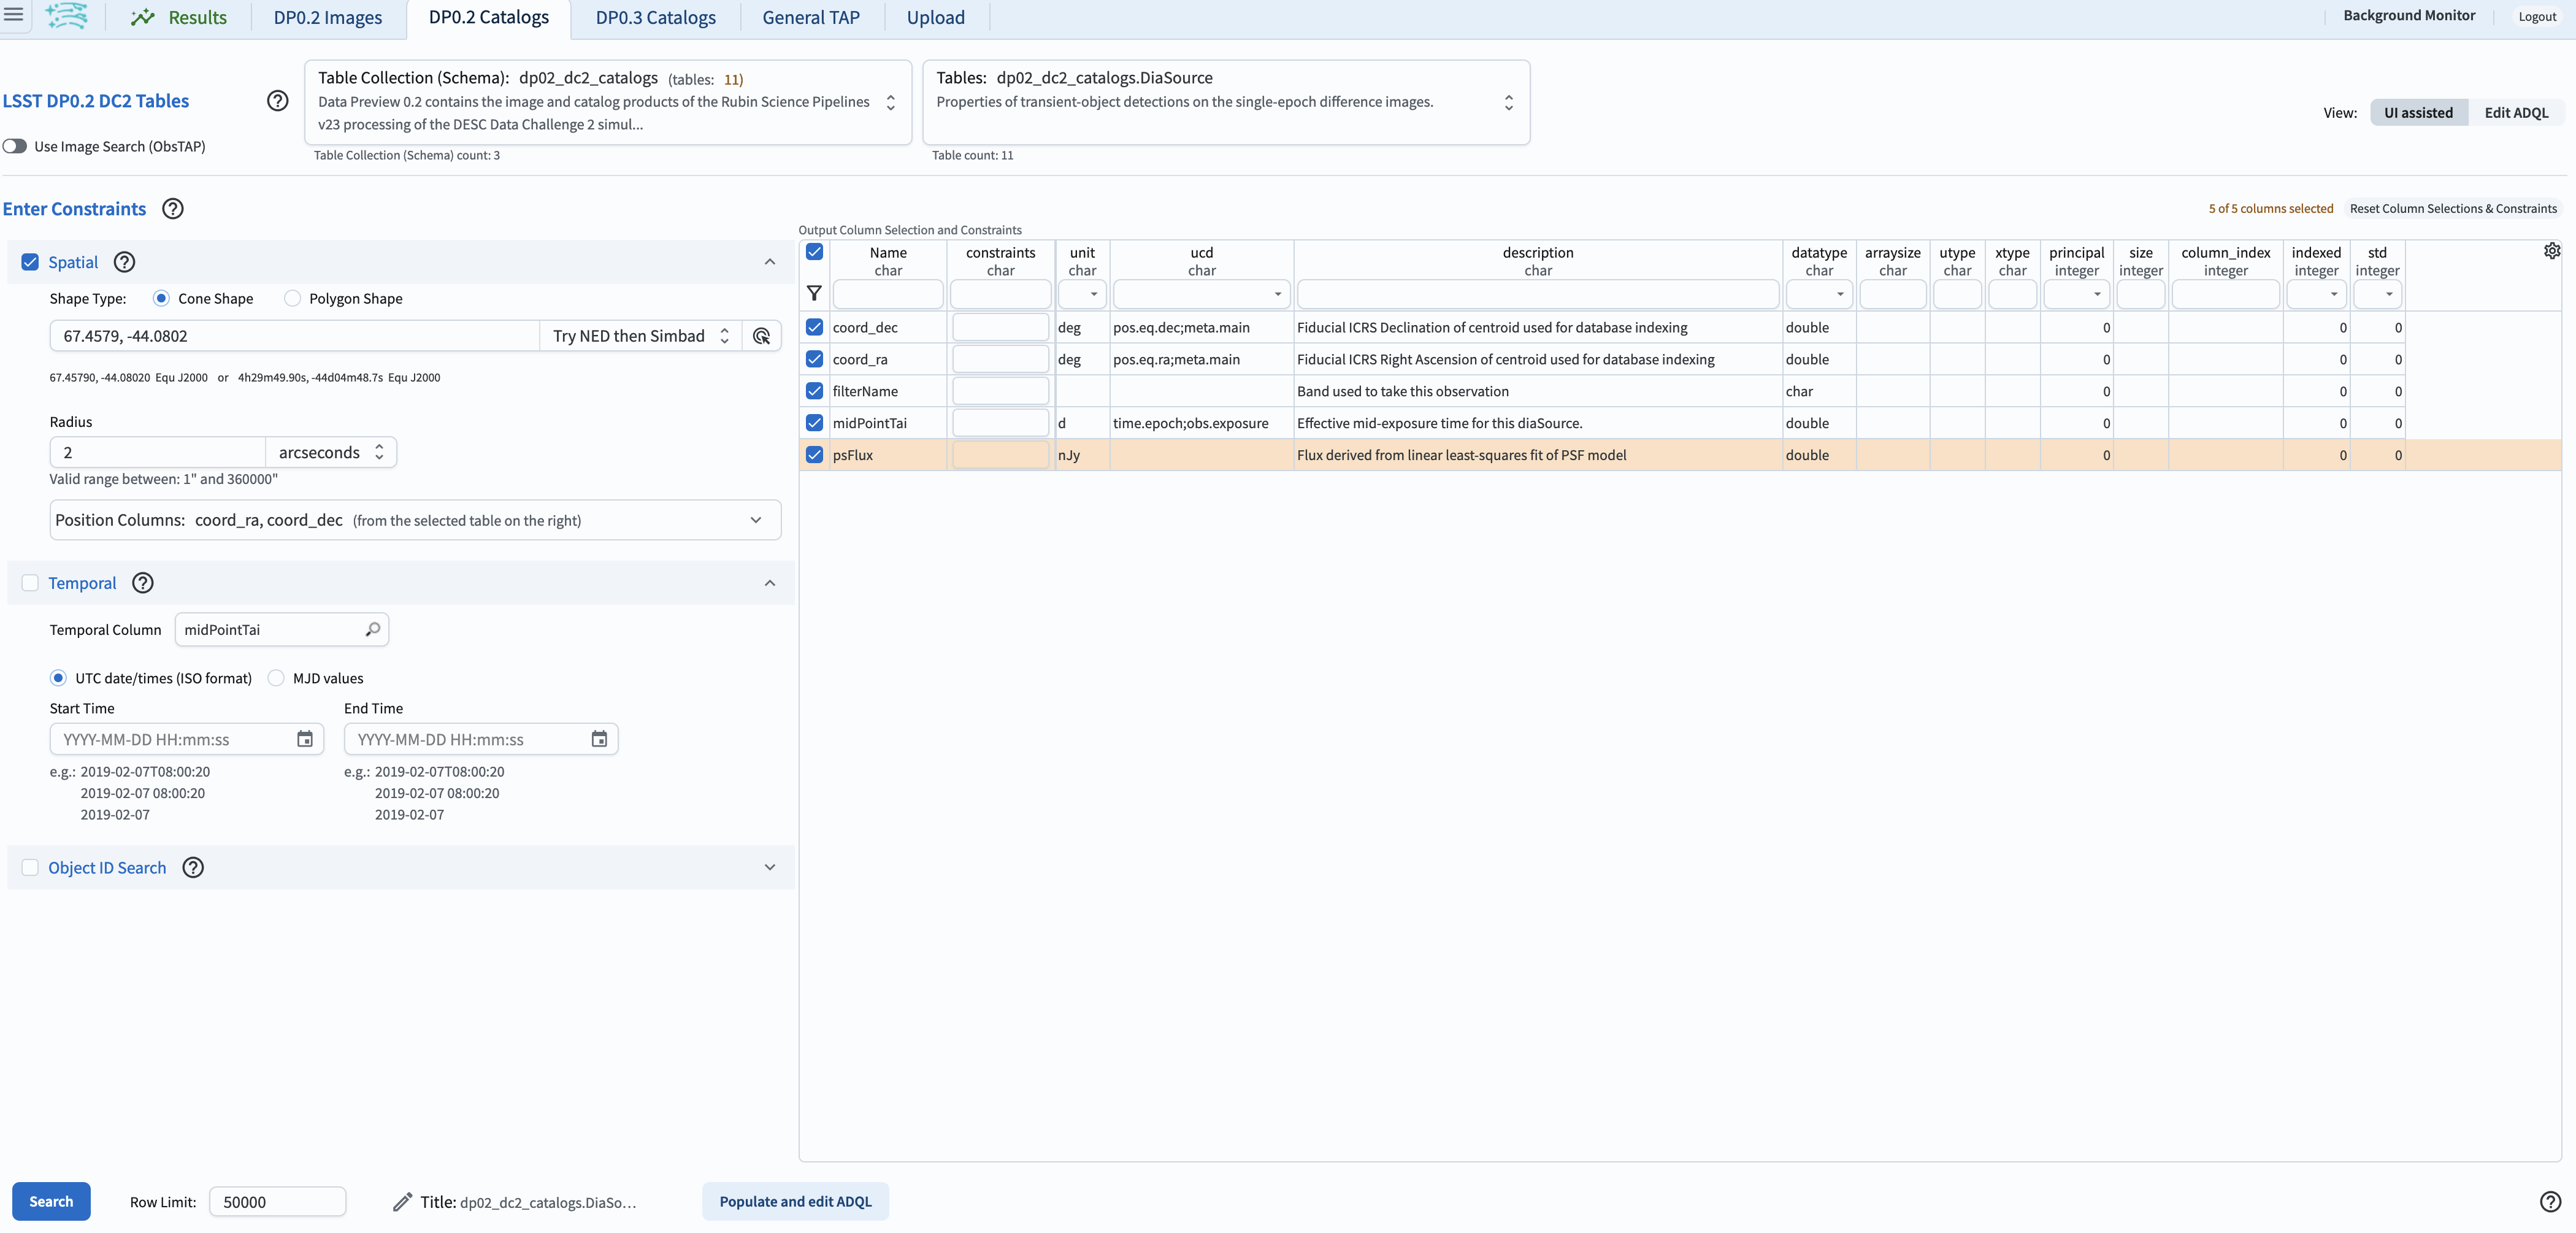 Results DP0.2 Images DP0.2 Catalogs DP0.3 Catalogs General TAP Upload Background Monitor Logout
LSST DP0.2 DC2 Tables
Use Image Search (ObsTAP)
Table Collection (Schema): dp02_dc2_catalogs (tables: 11)
Data Preview 0.2 contains the image and catalog products of the Rubin Science Pipelines
v23 processing of the DESC Data Challenge 2 simul...
Table Collection (Schema) count: 3
Tables: dp02_dc2_catalogs.DiaSource
Properties of transient-object detections on the single-epoch difference images.
Table count: 11
View: UI assisted Edit ADQL
Enter Constraints
5 of 5 columns selected Reset Column Selections & Constraints
Spatial
Shape Type: Cone Shape Polygon Shape
67.4579, -44.0802 Try NED then Simbad
67.45790, -44.08020 Equ J2000 or 4h29m49.90s, -44d04m48.7s Equ J2000
Radius
2 arcseconds
Valid range between: 1" and 360000"
Position Columns: coord_ra, coord_dec (from the selected table on the right)
Temporal
Temporal Column midPointTai
UTC date/times (ISO format) MJD values
Start Time End Time
YYYY-MM-DD HH:mm:ss YYYY-MM-DD HH:mm:ss
e.g.: 2019-02-07T08:00:20 e.g.: 2019-02-07T08:00:20
2019-02-07 08:00:20 2019-02-07 08:00:20
2019-02-07 2019-02-07
Object ID Search
Output Column Selection and Constraints
Name constraints unit ucd description datatype arraysize utype xtype principal size column_index indexed std
char char char char char char char char char integer integer integer integer integer
coord_dec deg pos.eq.dec;meta.main Fiducial ICRS Declination of centroid used for database indexing double 0 0 0
coord_ra deg pos.eq.ra;meta.main Fiducial ICRS Right Ascension of centroid used for database indexing double 0 0 0
filterName Band used to take this observation char 0 0 0
midPointTai d time.epoch;obs.exposure Effective mid-exposure time for this diaSource. double 0 0 0
psFlux nJy Flux derived from linear least-squares fit of PSF model double 0 0 0
Search Row Limit: 50000 Title: dp02_dc2_catalogs.DiaSo... Populate and edit ADQL